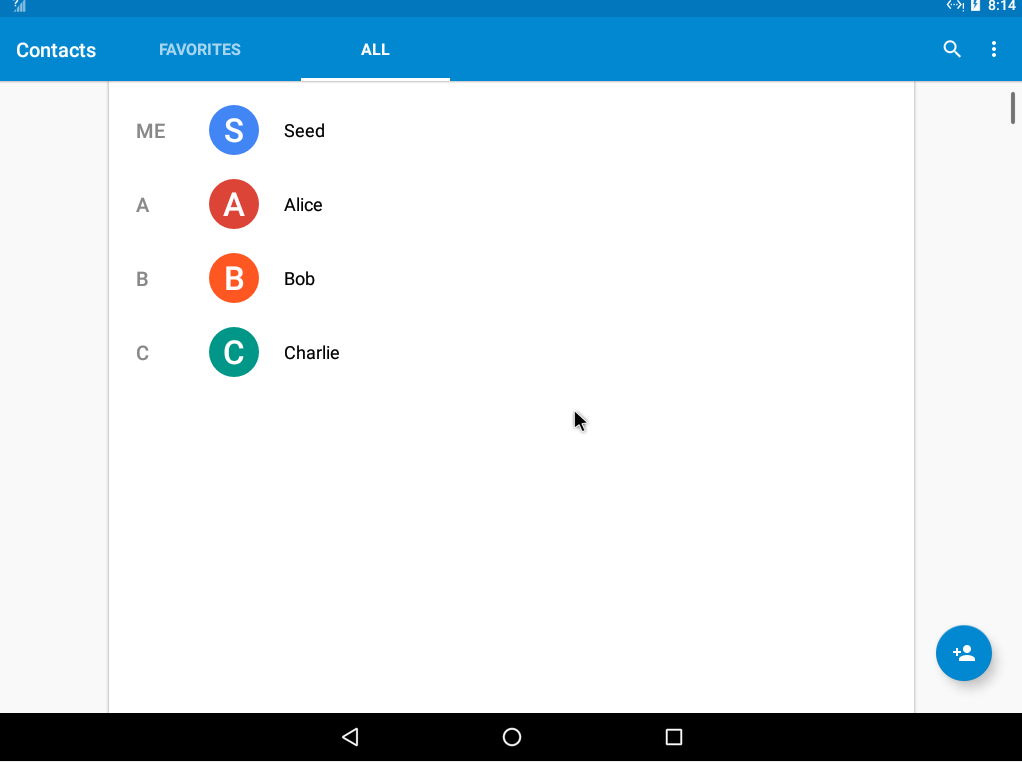 8:14
Contacts FAVORITES ALL
ME S Seed
A A Alice
B B Bob
C C Charlie